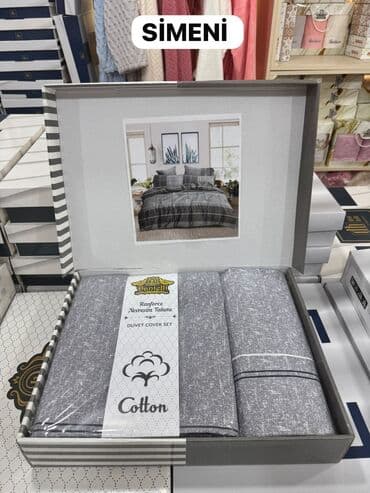 SİMENİ
Ranforce
Nevresim Takımı
DUVET COVER SET
Cotton